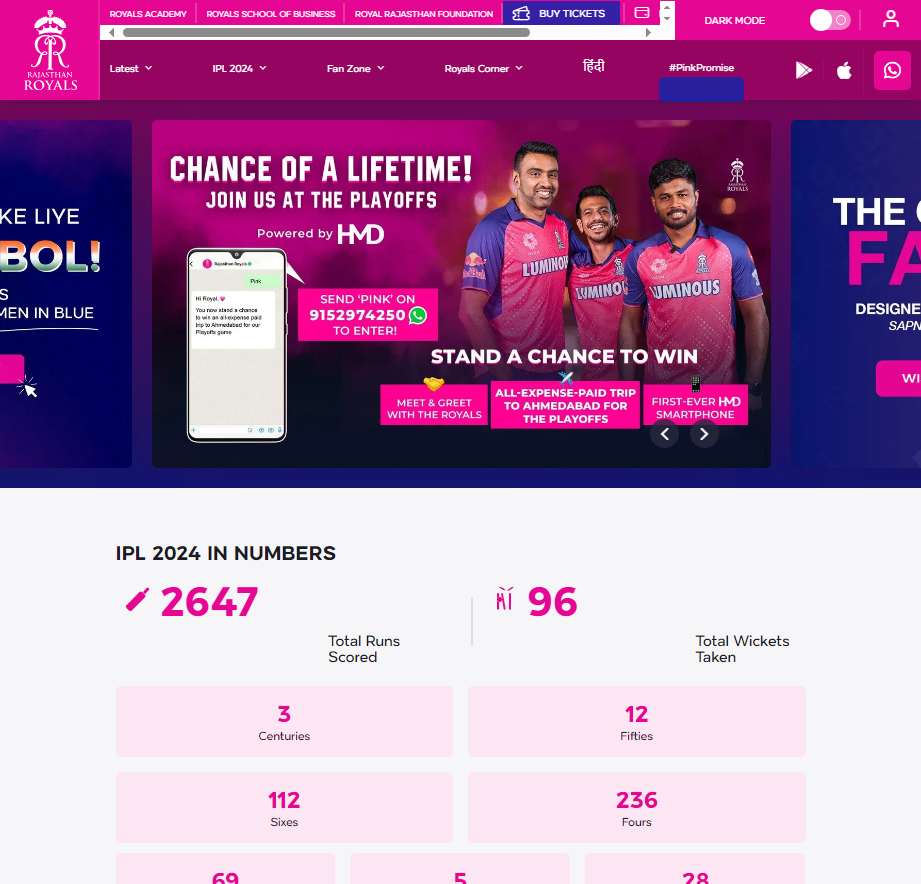 ROYALS ACADEMY
ROYALS SCHOOL OF BUSINESS
ROYAL RAJASTHAN FOUNDATION
BUY TICKETS
DARK MODE
RAJASTHAN
ROYALS
Latest
IPL 2024
Fan Zone
Royals Corner
हिंदी
#PinkPromise
KE LIYE
BOL!
S
MEN IN BLUE
CHANCE OF A LIFETIME!
JOIN US AT THE PLAYOFFS
Powered by HMD
Rajasthan Royals
Pink
Hi Royal,
You now stand a chance
to win an all-expense paid
trip to Ahmedabad for our
Playoffs game
SEND ‘PINK’ ON
9152974250
TO ENTER!
RAJASTHAN
ROYALS
Red Bull
LUMINOUS
LUMINOUS
LUMINOUS
STAND A CHANCE TO WIN
MEET & GREET
WITH THE ROYALS
ALL-EXPENSE-PAID TRIP
TO AHMEDABAD FOR
THE PLAYOFFS
FIRST-EVER HMD
SMARTPHONE
THE
FA
DESIGNE
SAPN
WI
IPL 2024 IN NUMBERS
2647
Total Runs
Scored
96
Total Wickets
Taken
3
Centuries
12
Fifties
112
Sixes
236
Fours
69
5
28